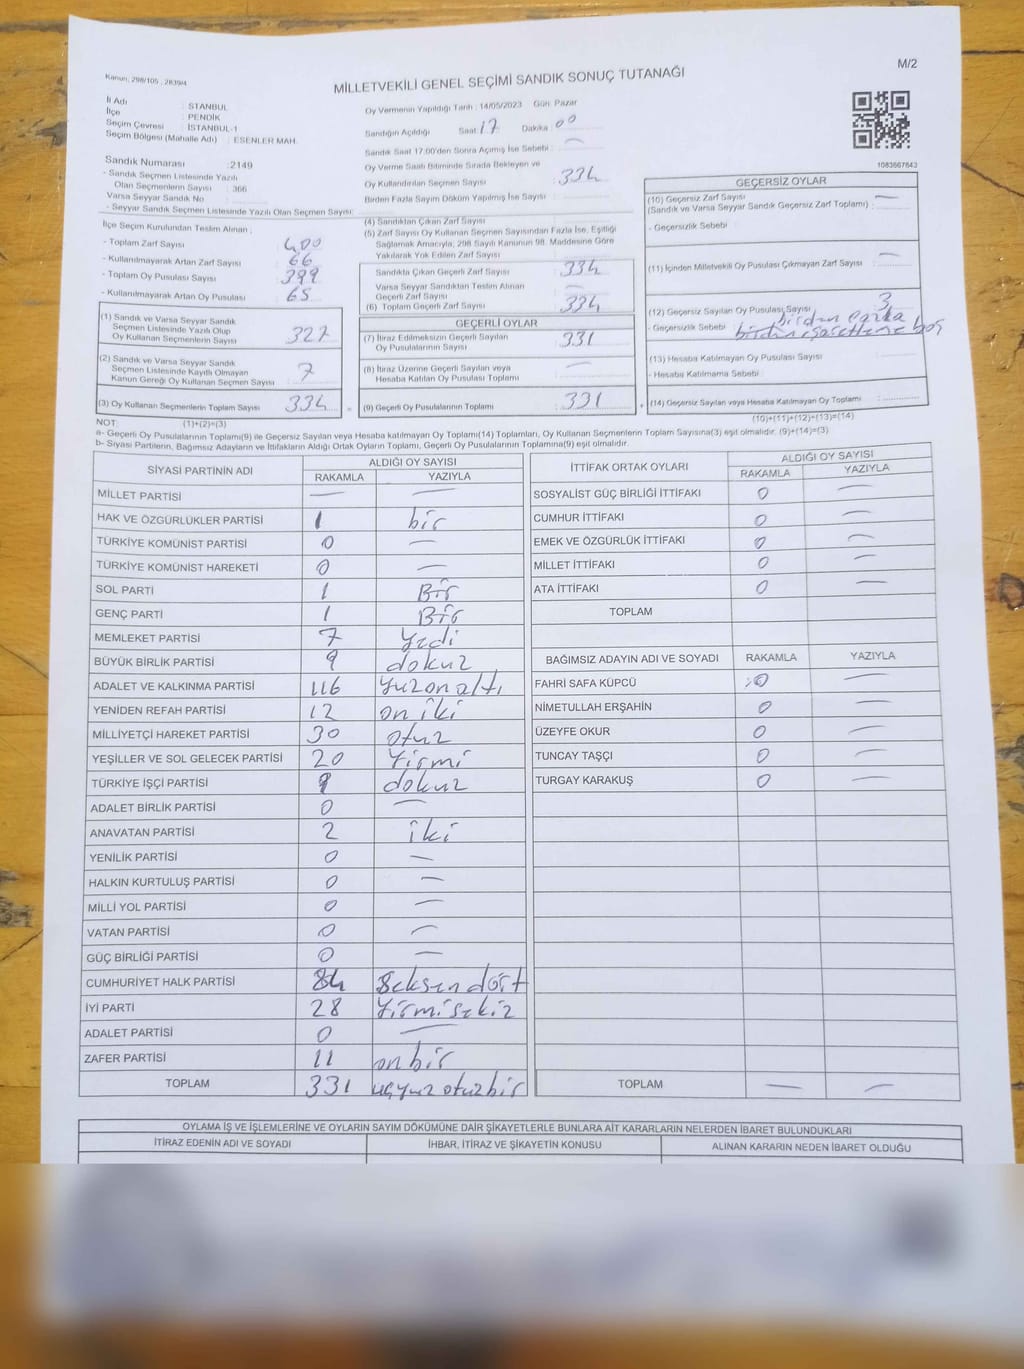 Kanun; 298/105 , 2839/4
M/2
MİLLETVEKİLİ GENEL SEÇİMİ SANDIK SONUÇ TUTANAĞI
İl Adı : STANBUL
İlçe : PENDİK
Seçim Çevresi : İSTANBUL-1
Seçim Bölgesi (Mahalle Adı) : ESENLER MAH.
Sandık Numarası :2149
- Sandık Seçmen Listesinde Yazılı
Olan Seçmenlerin Sayısı : 366
Varsa Seyyar Sandık No :
- Seyyar Sandık Seçmen Listesinde Yazılı Olan Seçmen Sayısı:
İlçe Seçim Kurulundan Teslim Alınan ;
- Toplam Zarf Sayısı : 400
- Kullanılmayarak Artan Zarf Sayısı : 66
- Toplam Oy Pusulası Sayısı : 399
- Kullanılmayarak Artan Oy Pusulası : 65
(1) Sandık ve Varsa Seyyar Sandık
Seçmen Listesinde Yazılı Olup
Oy Kullanan Seçmenlerin Sayısı : 327
(2) Sandık ve Varsa Seyyar Sandık
Seçmen Listesinde Kayıtlı Olmayan
Kanun Gereği Oy Kullanan Seçmen Sayısı : 7
(3) Oy Kullanan Seçmenlerin Toplam Sayısı : 334
Oy Vermenin Yapıldığı Tarih : 14/05/2023 Gün: Pazar
Sandığın Açıldığı Saat : 17 Dakika : 00
Sandık Saat 17.00'den Sonra Açılmış İse Sebebi : —
Oy Verme Saati Bitiminde Sırada Bekleyen ve
Oy Kullandırılan Seçmen Sayısı : 334
Birden Fazla Sayım Döküm Yapılmış İse Sayısı :
(4) Sandıktan Çıkan Zarf Sayısı :
(5) Zarf Sayısı Oy Kullanan Seçmen Sayısından Fazla İse, Eşitliği
Sağlamak Amacıyla, 298 Sayılı Kanunun 98. Maddesine Göre
Yakılarak Yok Edilen Zarf Sayısı :
Sandıkta Çıkan Geçerli Zarf Sayısı : 334
Varsa Seyyar Sandıktan Teslim Alınan
Geçerli Zarf Sayısı : —
(6) Toplam Geçerli Zarf Sayısı : 334
GEÇERLİ OYLAR
(7) İtiraz Edilmeksizin Geçerli Sayılan
Oy Pusulalarının Sayısı : 331
(8) İtiraz Üzerine Geçerli Sayılan veya
Hesaba Katılan Oy Pusulası Toplamı : —
(9) Geçerli Oy Pusulalarının Toplamı : 331
1083667843
GEÇERSİZ OYLAR
(10) Geçersiz Zarf Sayısı
(Sandık ve Varsa Seyyar Sandık Geçersiz Zarf Toplamı) : —
- Geçersizlik Sebebi :
(11) İçinden Milletvekili Oy Pusulası Çıkmayan Zarf Sayısı : —
(12) Geçersiz Sayılan Oy Pusulası Sayısı : 3
- Geçersizlik Sebebi : birden fazla
işaretleme boş
(13) Hesaba Katılmayan Oy Pusulası Sayısı :
- Hesaba Katılmama Sebebi :
(14) Geçersiz Sayılan veya Hesaba Katılmayan Oy Toplamı :
NOT: (1)+(2)=(3) (10)+(11)+(12)+(13)=(14)
a- Geçerli Oy Pusulalarının Toplamı(9) ile Geçersiz Sayılan veya Hesaba katılmayan Oy Toplamı(14) Toplamları, Oy Kullanan Seçmenlerin Toplam Sayısına(3) eşit olmalıdır. (9)+(14)=(3)
b- Siyasi Partilerin, Bağımsız Adayların ve İttifakların Aldığı Ortak Oyların Toplamı, Geçerli Oy Pusulalarının Toplamına(9) eşit olmalıdır.
SİYASİ PARTİNİN ADI ALDIĞI OY SAYISI
RAKAMLA YAZIYLA
MİLLET PARTİSİ — —
HAK VE ÖZGÜRLÜKLER PARTİSİ 1 bir
TÜRKİYE KOMÜNİST PARTİSİ 0 —
TÜRKİYE KOMÜNİST HAREKETİ 0 —
SOL PARTİ 1 Bir
GENÇ PARTİ 1 Bir
MEMLEKET PARTİSİ 7 Yedi
BÜYÜK BİRLİK PARTİSİ 9 dokuz
ADALET VE KALKINMA PARTİSİ 116 Yüzonaltı
YENİDEN REFAH PARTİSİ 12 on iki
MİLLİYETÇİ HAREKET PARTİSİ 30 otuz
YEŞİLLER VE SOL GELECEK PARTİSİ 20 Yirmi
TÜRKİYE İŞÇİ PARTİSİ 9 dokuz
ADALET BİRLİK PARTİSİ 0 —
ANAVATAN PARTİSİ 2 iki
YENİLİK PARTİSİ 0 —
HALKIN KURTULUŞ PARTİSİ 0 —
MİLLİ YOL PARTİSİ 0 —
VATAN PARTİSİ 0 —
GÜÇ BİRLİĞİ PARTİSİ 0 —
CUMHURİYET HALK PARTİSİ 84 Seksendört
İYİ PARTİ 28 Yirmisekiz
ADALET PARTİSİ 0 —
ZAFER PARTİSİ 11 on bir
TOPLAM 331 üçyuz otuzbir
İTTİFAK ORTAK OYLARI ALDIĞI OY SAYISI
RAKAMLA YAZIYLA
SOSYALİST GÜÇ BİRLİĞİ İTTİFAKI 0 —
CUMHUR İTTİFAKI 0 —
EMEK VE ÖZGÜRLÜK İTTİFAKI 0 —
MİLLET İTTİFAKI 0 —
ATA İTTİFAKI 0 —
TOPLAM
BAĞIMSIZ ADAYIN ADI VE SOYADI RAKAMLA YAZIYLA
FAHRİ SAFA KÜPCÜ 0 —
NİMETULLAH ERŞAHİN 0 —
ÜZEYFE OKUR 0 —
TUNCAY TAŞÇI 0 —
TURGAY KARAKUŞ 0 —
TOPLAM — —
OYLAMA İŞ VE İŞLEMLERİNE VE OYLARIN SAYIM DÖKÜMÜNE DAİR ŞİKAYETLERLE BUNLARA AİT KARARLARIN NELERDEN İBARET BULUNDUKLARI
İTİRAZ EDENİN ADI VE SOYADI İHBAR, İTİRAZ VE ŞİKAYETİN KONUSU ALINAN KARARIN NEDEN İBARET OLDUĞU